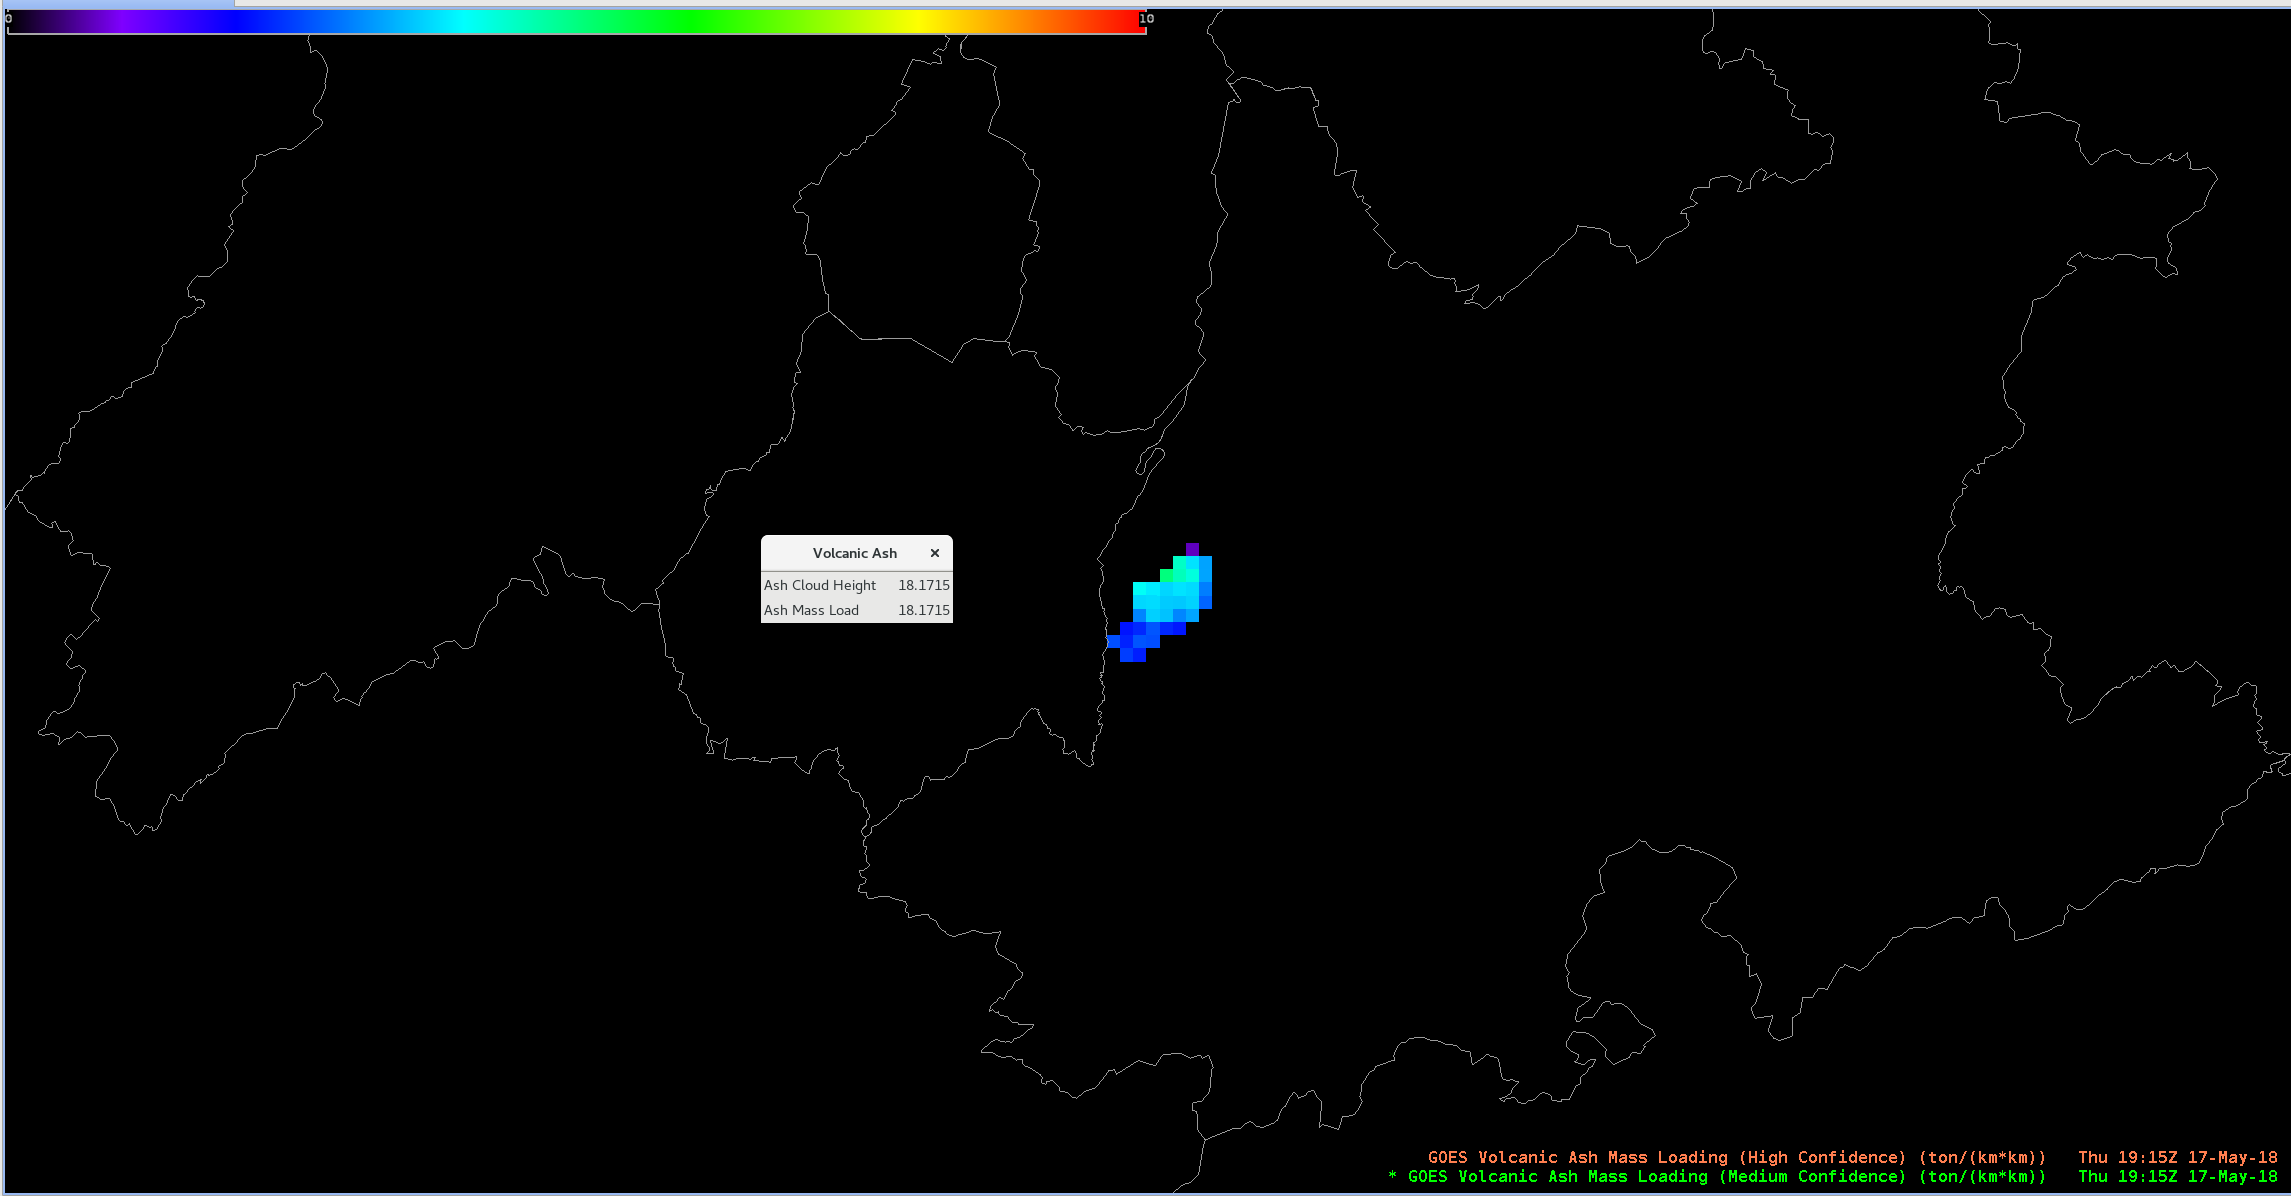 0 10
Volcanic Ash ×
Ash Cloud Height 18.1715
Ash Mass Load 18.1715
GOES Volcanic Ash Mass Loading (High Confidence) (ton/(km*km)) Thu 19:15Z 17-May-18
* GOES Volcanic Ash Mass Loading (Medium Confidence) (ton/(km*km)) Thu 19:15Z 17-May-18